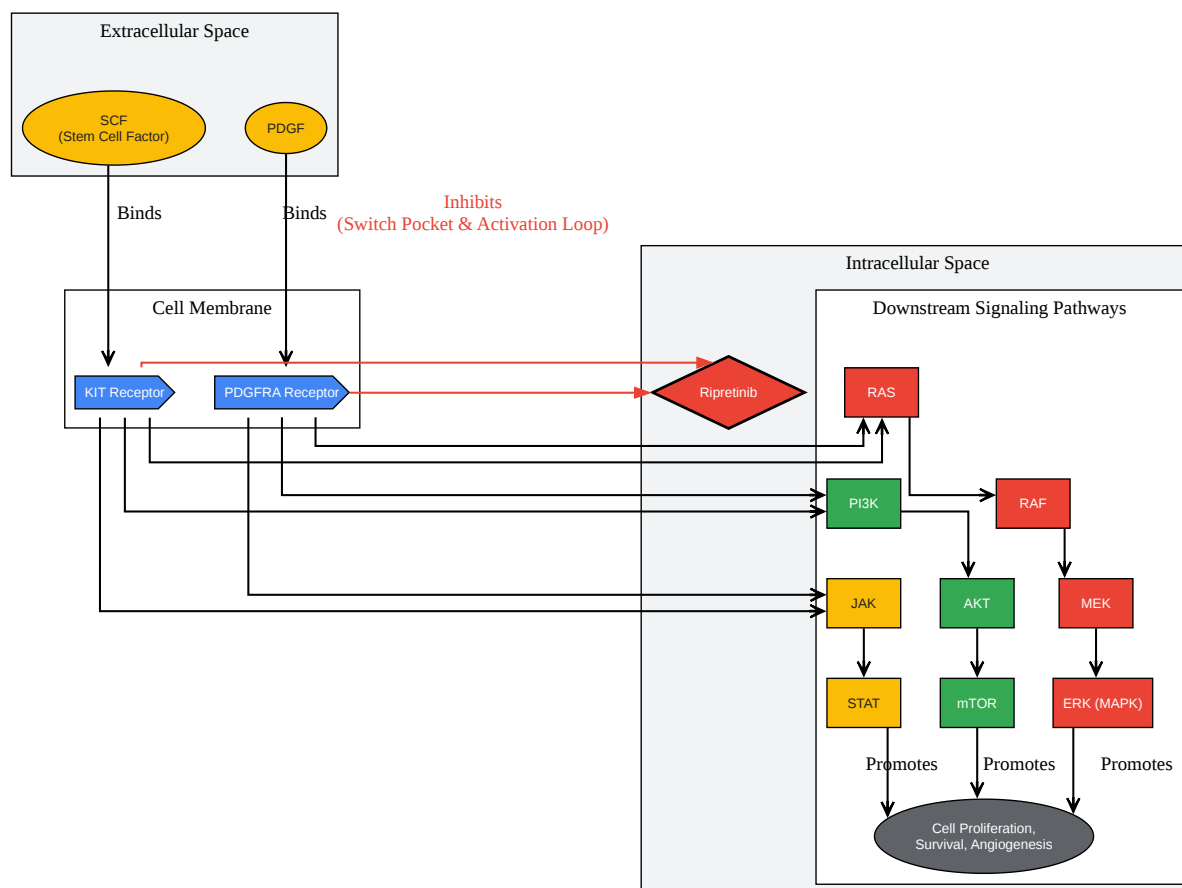 Extracellular Space
SCF
(Stem Cell Factor)
PDGF
Binds
Binds
Inhibits
(Switch Pocket & Activation Loop)
Intracellular Space
Cell Membrane
Downstream Signaling Pathways
KIT Receptor
PDGFRA Receptor
Ripretinib
RAS
PI3K
RAF
JAK
AKT
MEK
STAT
mTOR
ERK (MAPK)
Promotes
Promotes
Promotes
Cell Proliferation,
Survival, Angiogenesis